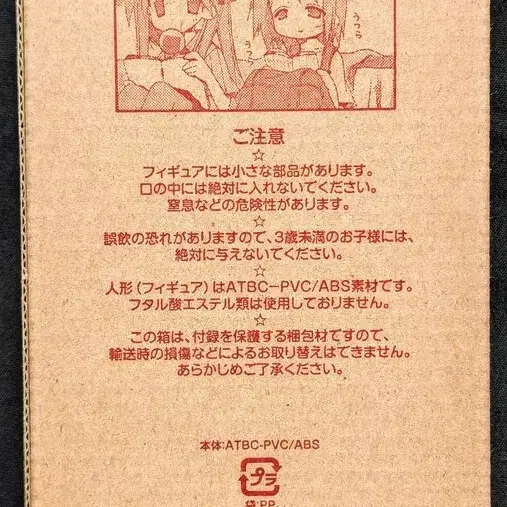 うつら
うつら
ご注意
☆
フィギュアには小さな部品があります。
口の中には絶対に入れないでください。
窒息などの危険性があります。
☆
誤飲の恐れがありますので、3歳未満のお子様には、
絶対に与えないでください。
☆
人形(フィギュア)はATBC-PVC/ABS素材です。
フタル酸エステル類は使用しておりません。
☆
この箱は、付録を保護する梱包材ですので、
輸送時の損傷などによるお取り替えはできません。
あらかじめご了承ください。
本体:ATBC-PVC/ABS
プラ
袋:PP